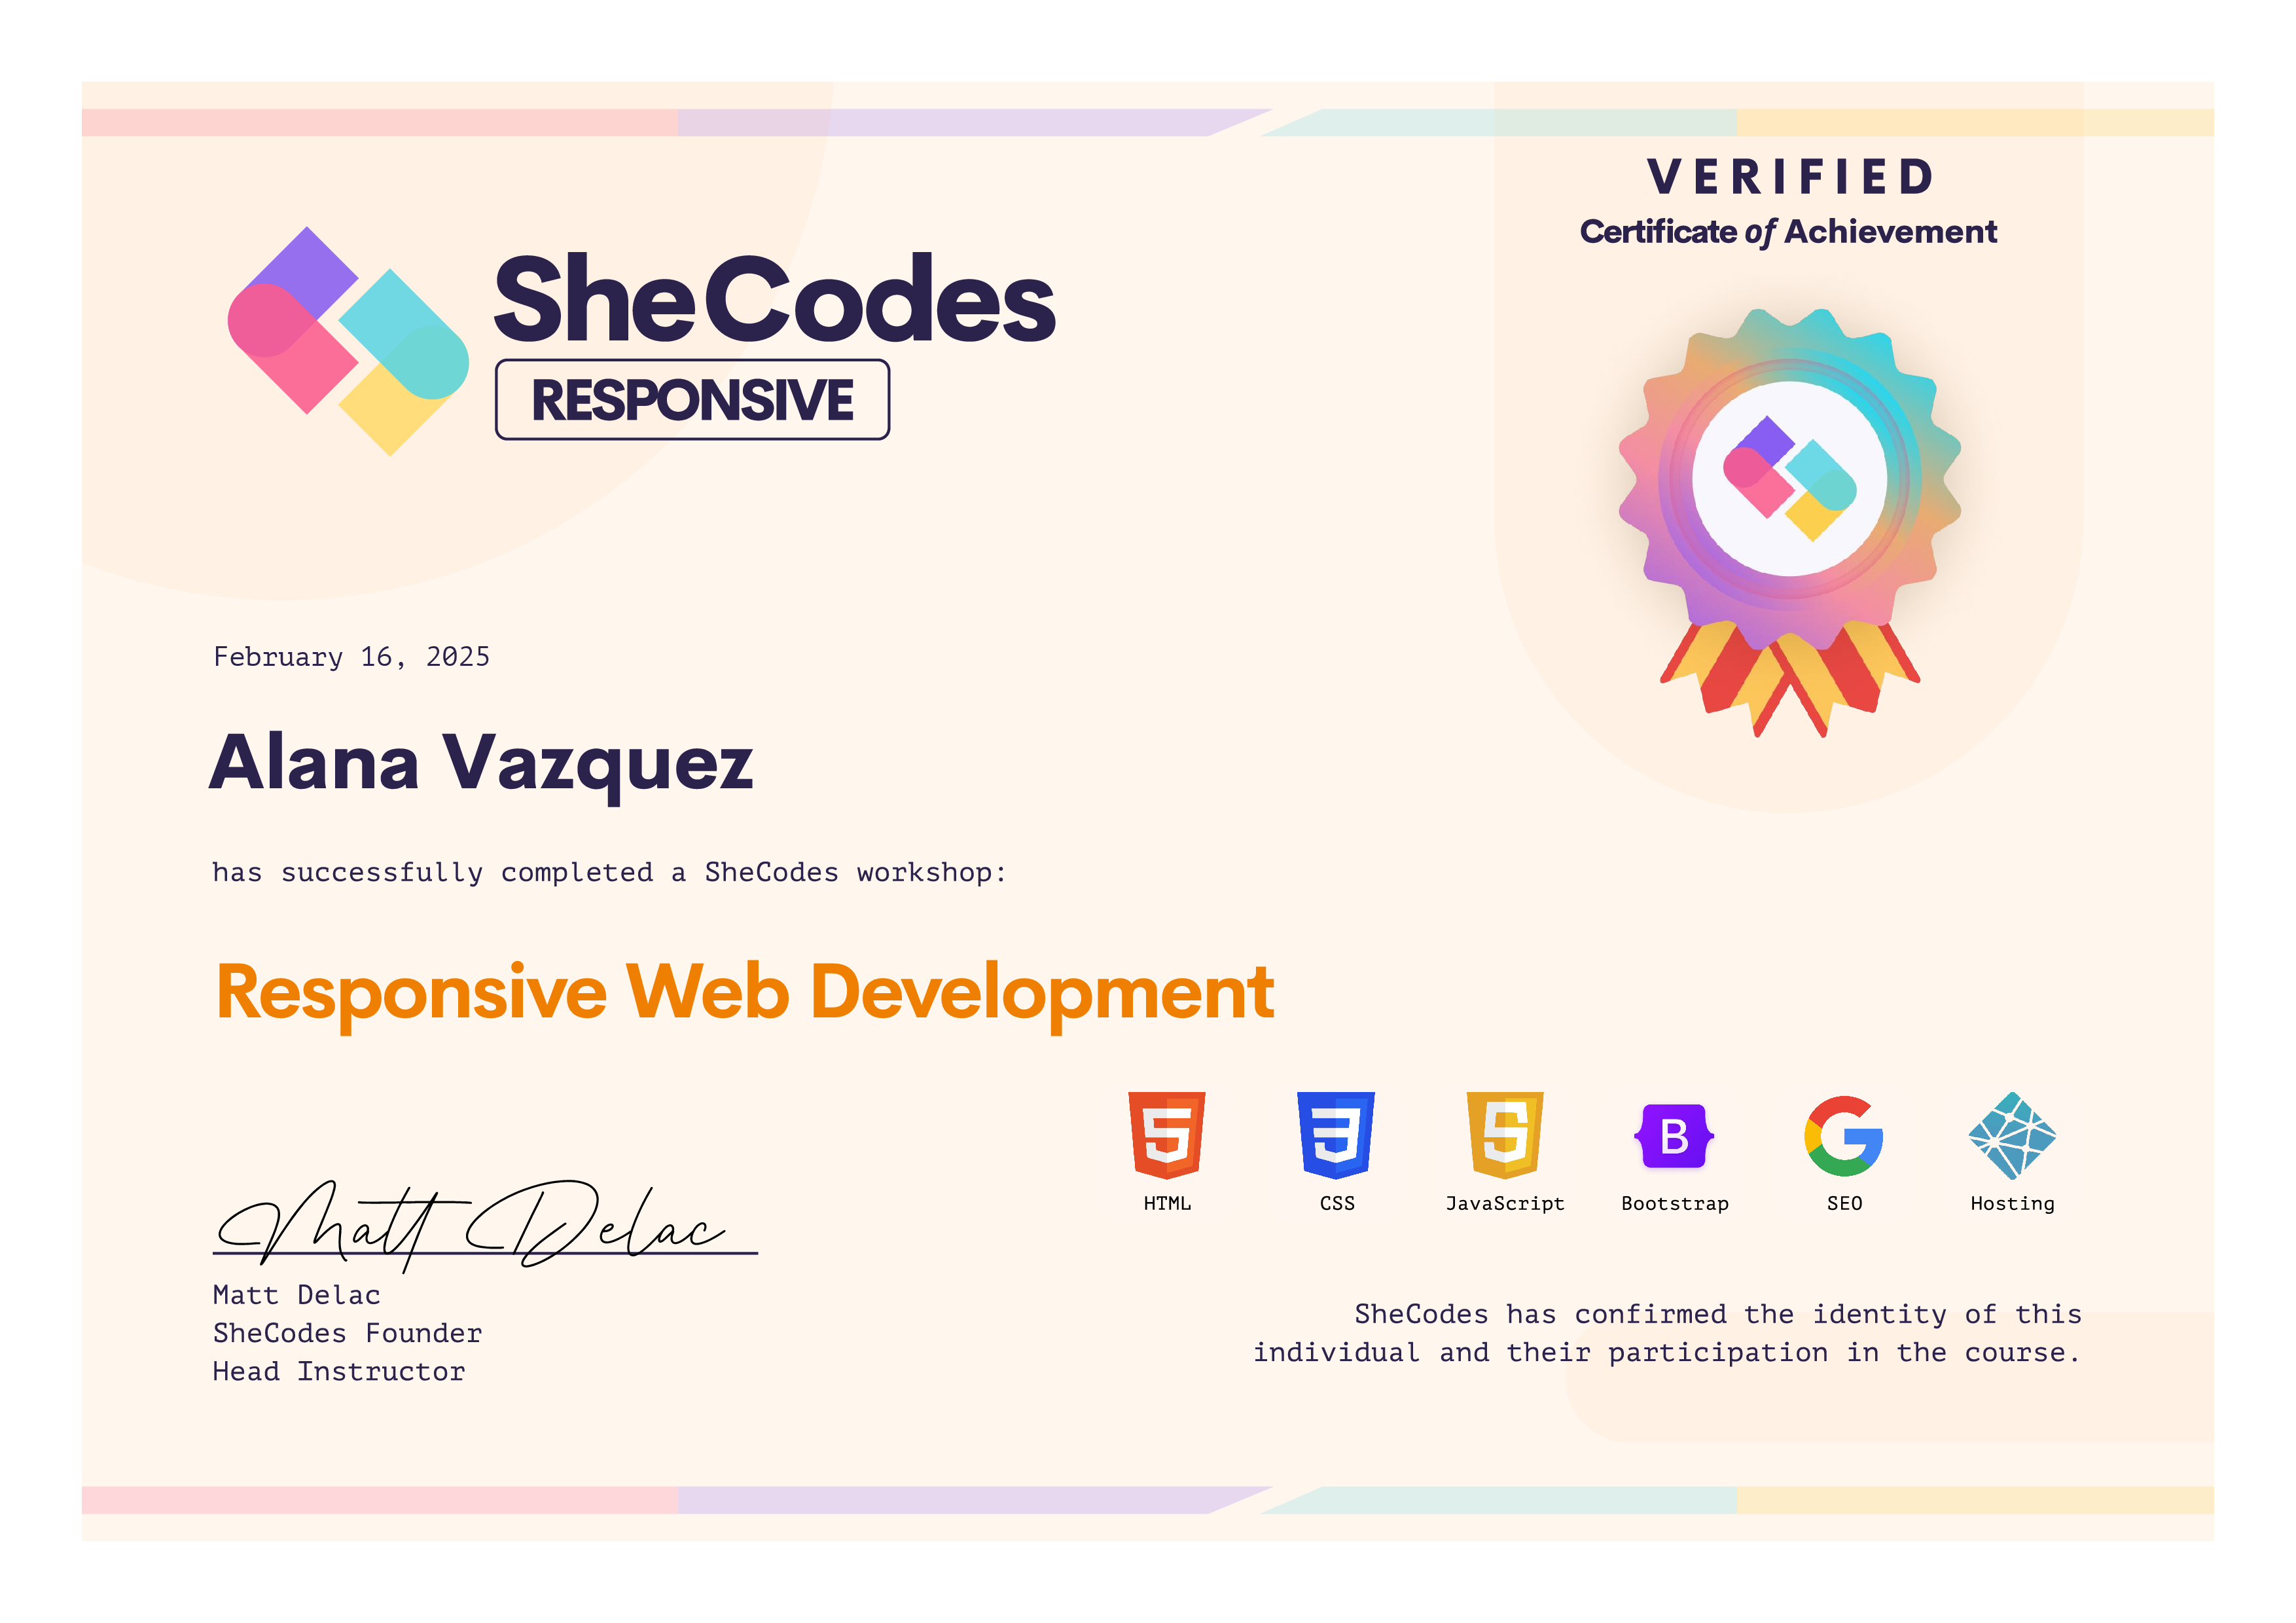 VERIFIED
Certificate of Achievement
SheCodes
RESPONSIVE
February 16, 2025
Alana Vazquez
has successfully completed a SheCodes workshop:
Responsive Web Development
B
HTML CSS JavaScript Bootstrap SEO Hosting
Matt Delac
Matt Delac
SheCodes Founder
Head Instructor
SheCodes has confirmed the identity of this
individual and their participation in the course.